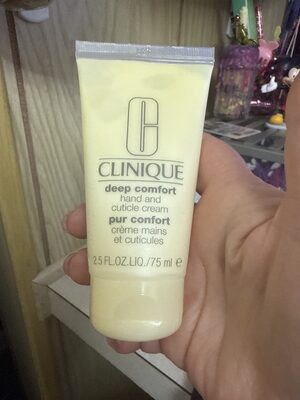 C
CLINIQUE
deep comfort
hand and
cuticle cream
pur confort
crème mains
et cuticules
2.5 FL.OZ.LIQ./75 ml e